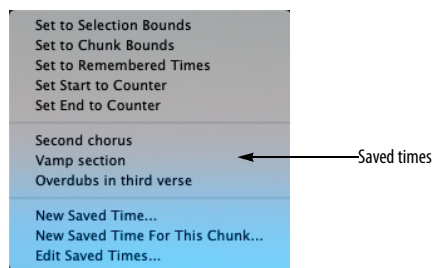 Set to Selection Bounds
Set to Chunk Bounds
Set to Remembered Times
Set Start to Counter
Set End to Counter
Second chorus
Vamp section
Overdubs in third verse
Saved times
New Saved Time...
New Saved Time For This Chunk...
Edit Saved Times...